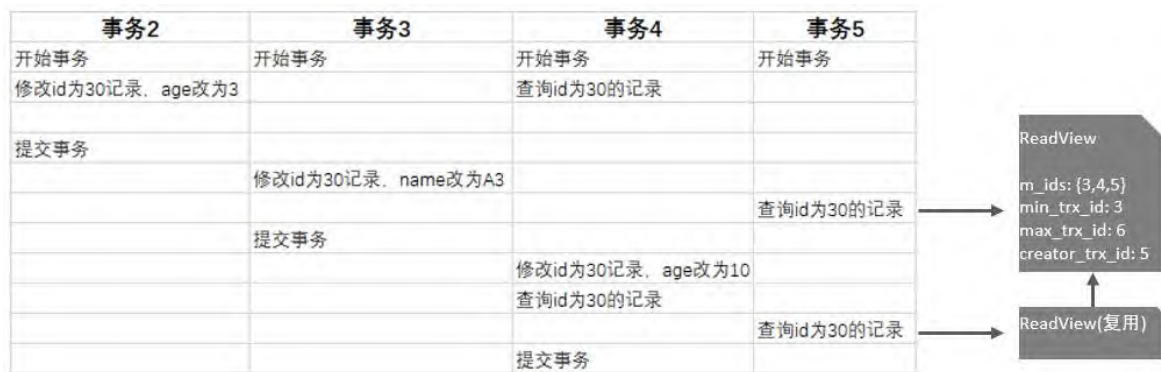 事务2 事务3 事务4 事务5
开始事务 开始事务 开始事务 开始事务
修改id为30记录，age改为3 查询id为30的记录
提交事务
修改id为30记录，name改为A3
查询id为30的记录
提交事务
修改id为30记录，age改为10
查询id为30的记录
查询id为30的记录
提交事务
ReadView
m_ids: {3,4,5}
min_trx_id: 3
max_trx_id: 6
creator_trx_id: 5
ReadView(复用)